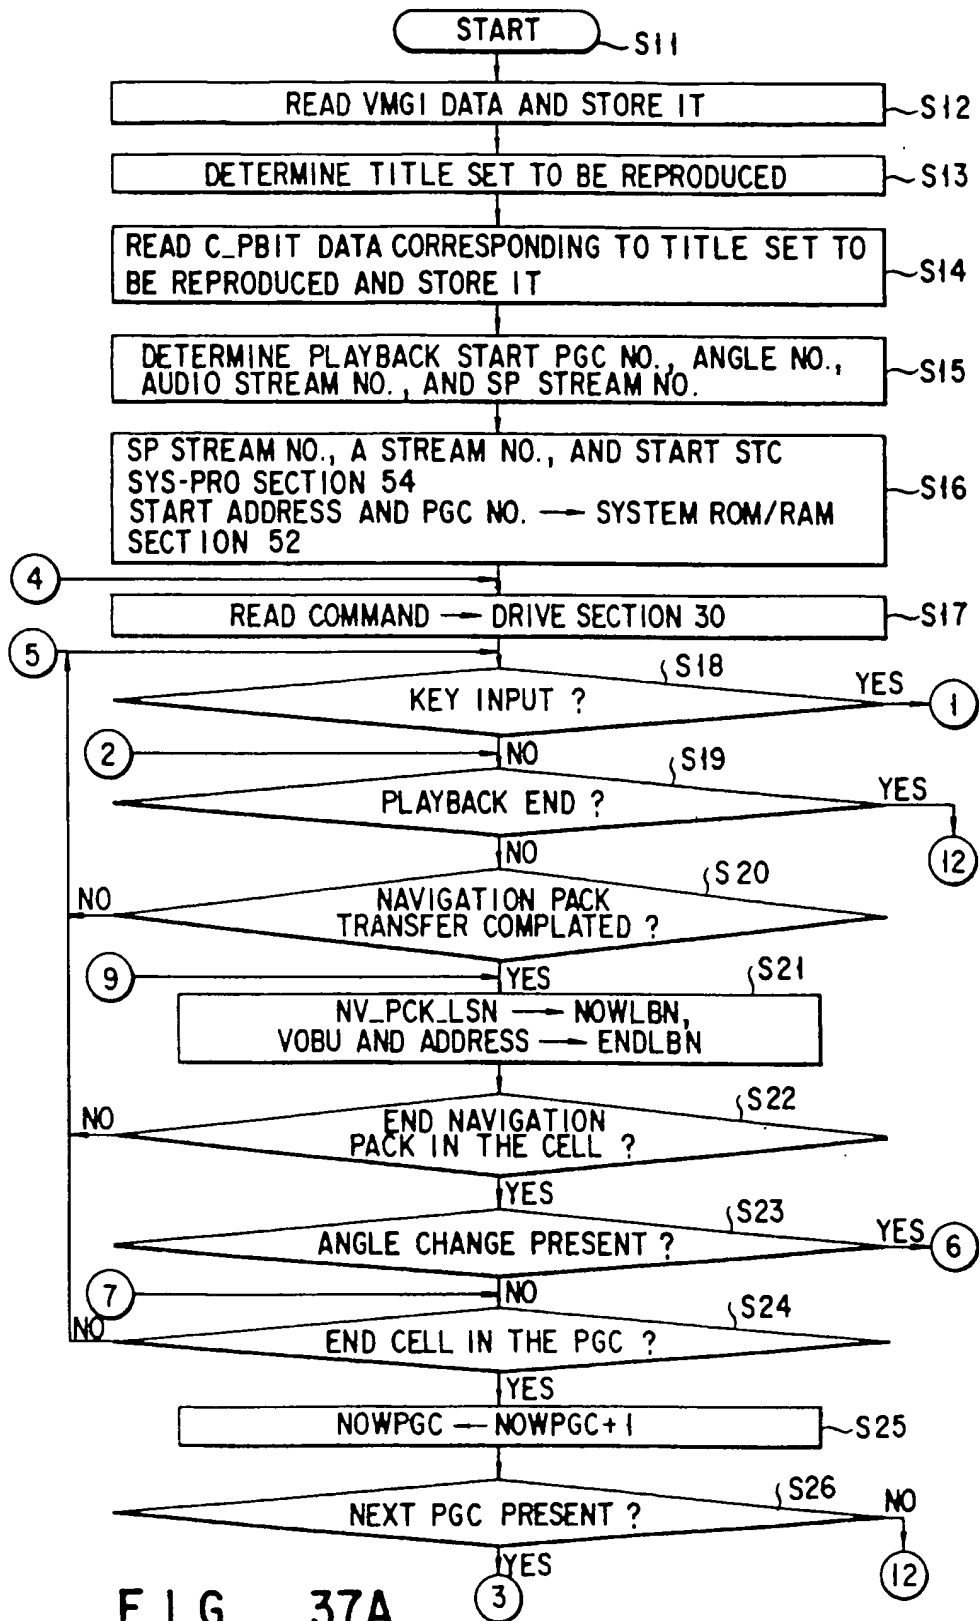 START
S11
READ VMGI DATA AND STORE IT
S12
DETERMINE TITLE SET TO BE REPRODUCED
S13
READ C_PBIT DATA CORRESPONDING TO TITLE SET TO
BE REPRODUCED AND STORE IT
S14
DETERMINE PLAYBACK START PGC NO., ANGLE NO.,
AUDIO STREAM NO., AND SP STREAM NO.
S15
SP STREAM NO., A STREAM NO., AND START STC
SYS-PRO SECTION 54
START ADDRESS AND PGC NO. → SYSTEM ROM/RAM
SECTION 52
S16
4
READ COMMAND → DRIVE SECTION 30
S17
5
S18
KEY INPUT ?
YES
1
NO
2
S19
PLAYBACK END ?
YES
12
NO
S20
NO
NAVIGATION PACK
TRANSFER COMPLATED ?
YES
9
S21
NV_PCK_LSN → NOWLBN,
VOBU AND ADDRESS → ENDLBN
S22
NO
END NAVIGATION
PACK IN THE CELL ?
YES
S23
ANGLE CHANGE PRESENT ?
YES
6
NO
7
S24
NO
END CELL IN THE PGC ?
YES
NOWPGC ← NOWPGC+1
S25
S26
NEXT PGC PRESENT ?
NO
12
YES
3
FIG. 37A